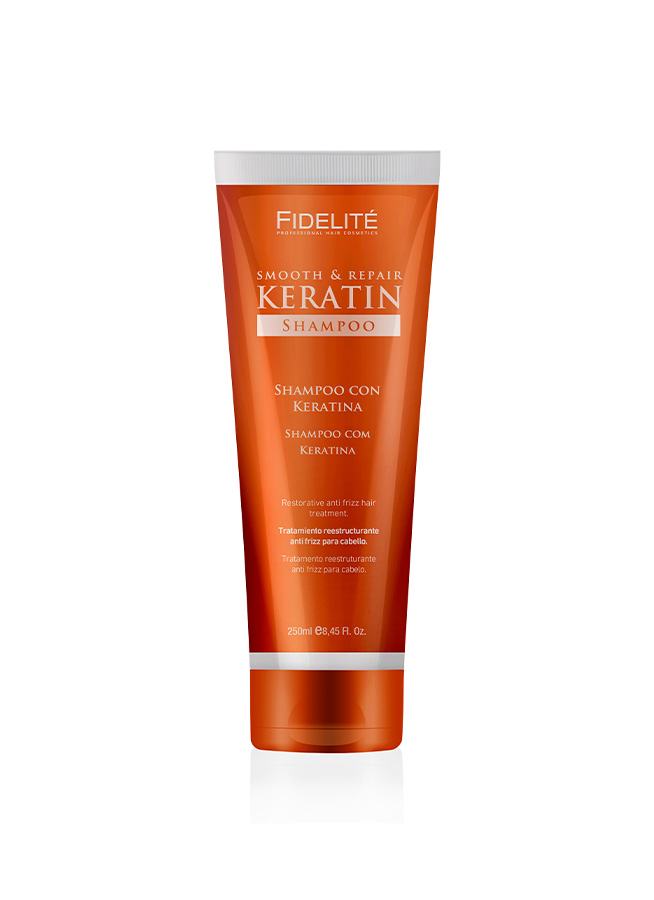 FIDELITÉ
PROFESSIONAL HAIR COSMETICS
SMOOTH & REPAIR
KERATIN
SHAMPOO
SHAMPOO CON
KERATINA
SHAMPOO COM
KERATINA
Restorative anti frizz hair
treatment.
Tratamiento reestructurante
anti frizz para cabello.
Tratamento reestruturante
anti frizz para cabelo.
250ml ℮8,45 Fl. Oz.